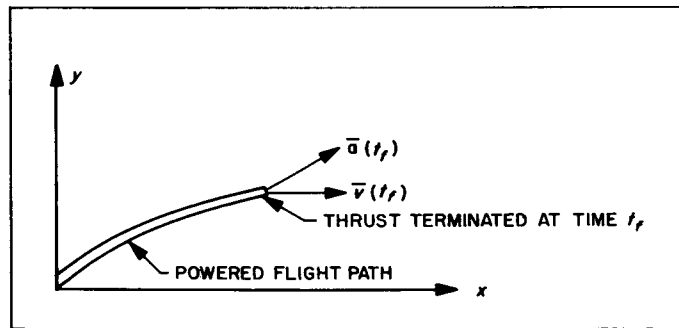 y
ā (t_f)
v̄ (t_f)
THRUST TERMINATED AT TIME t_f
POWERED FLIGHT PATH
x